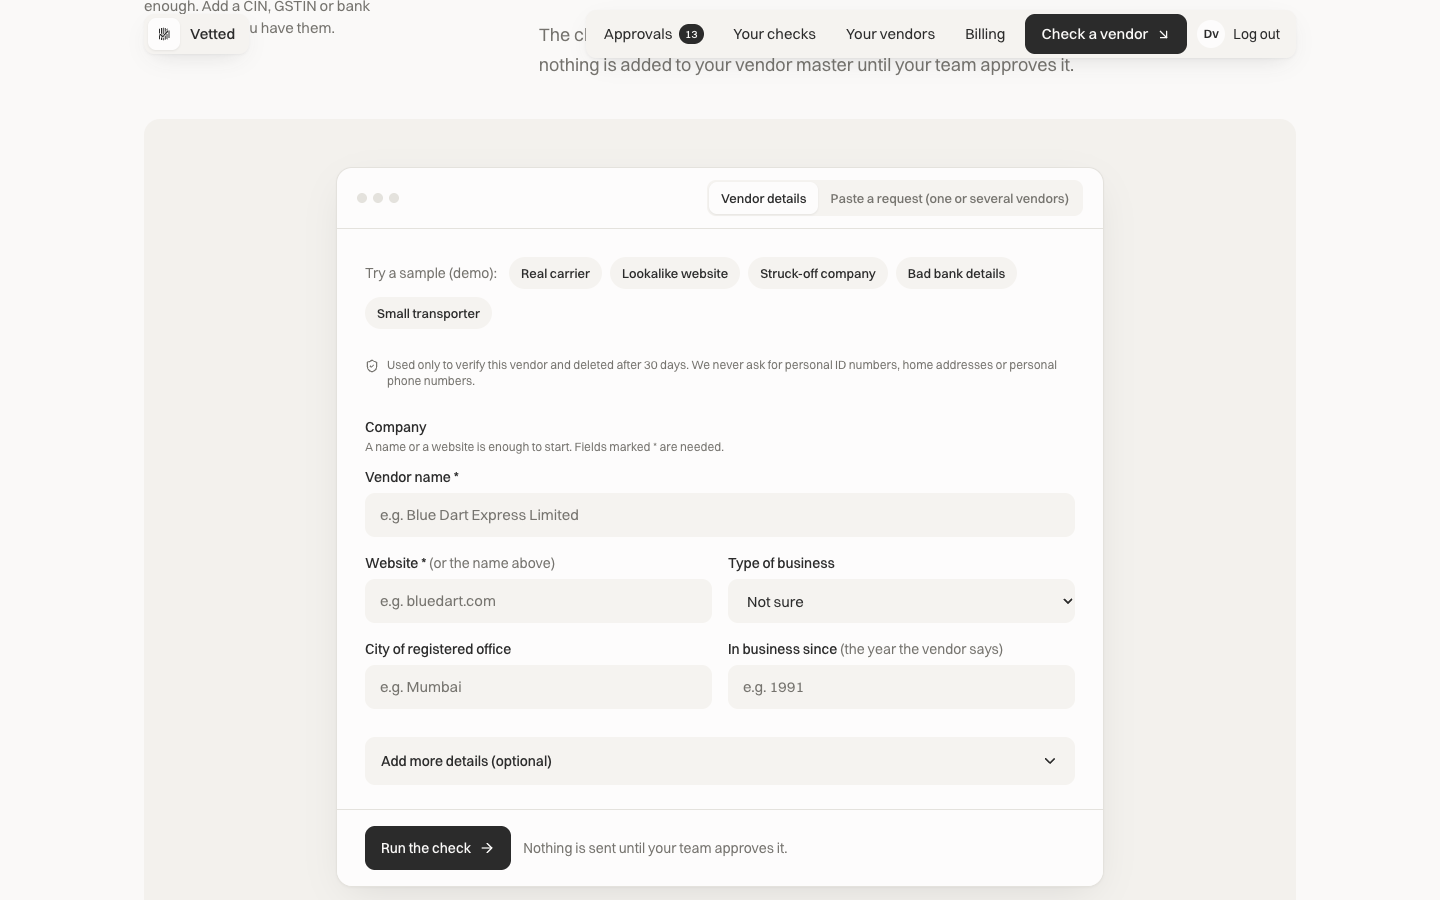 enough. Add a CIN, GSTIN or bank
u have them.
Vetted
The cl
Approvals 13
Your checks
Your vendors
Billing
Check a vendor
Dv
Log out
nothing is added to your vendor master until your team approves it.
Vendor details
Paste a request (one or several vendors)
Try a sample (demo):
Real carrier
Lookalike website
Struck-off company
Bad bank details
Small transporter
Used only to verify this vendor and deleted after 30 days. We never ask for personal ID numbers, home addresses or personal
phone numbers.
Company
A name or a website is enough to start. Fields marked * are needed.
Vendor name *
e.g. Blue Dart Express Limited
Website * (or the name above)
Type of business
e.g. bluedart.com
Not sure
City of registered office
In business since (the year the vendor says)
e.g. Mumbai
e.g. 1991
Add more details (optional)
Run the check
Nothing is sent until your team approves it.